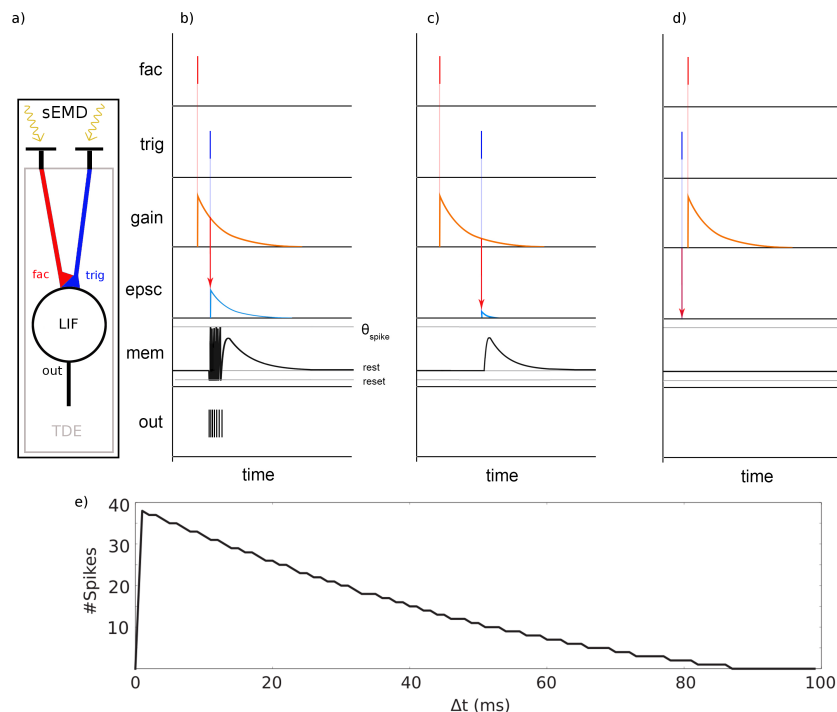 a)
sEMD
fac
trig
LIF
out
TDE
b)
c)
d)
fac
trig
gain
epsc
mem
out
θspike
rest
reset
time
time
time
e)
#Spikes
40
30
20
10
0
20
40
60
80
100
Δt (ms)